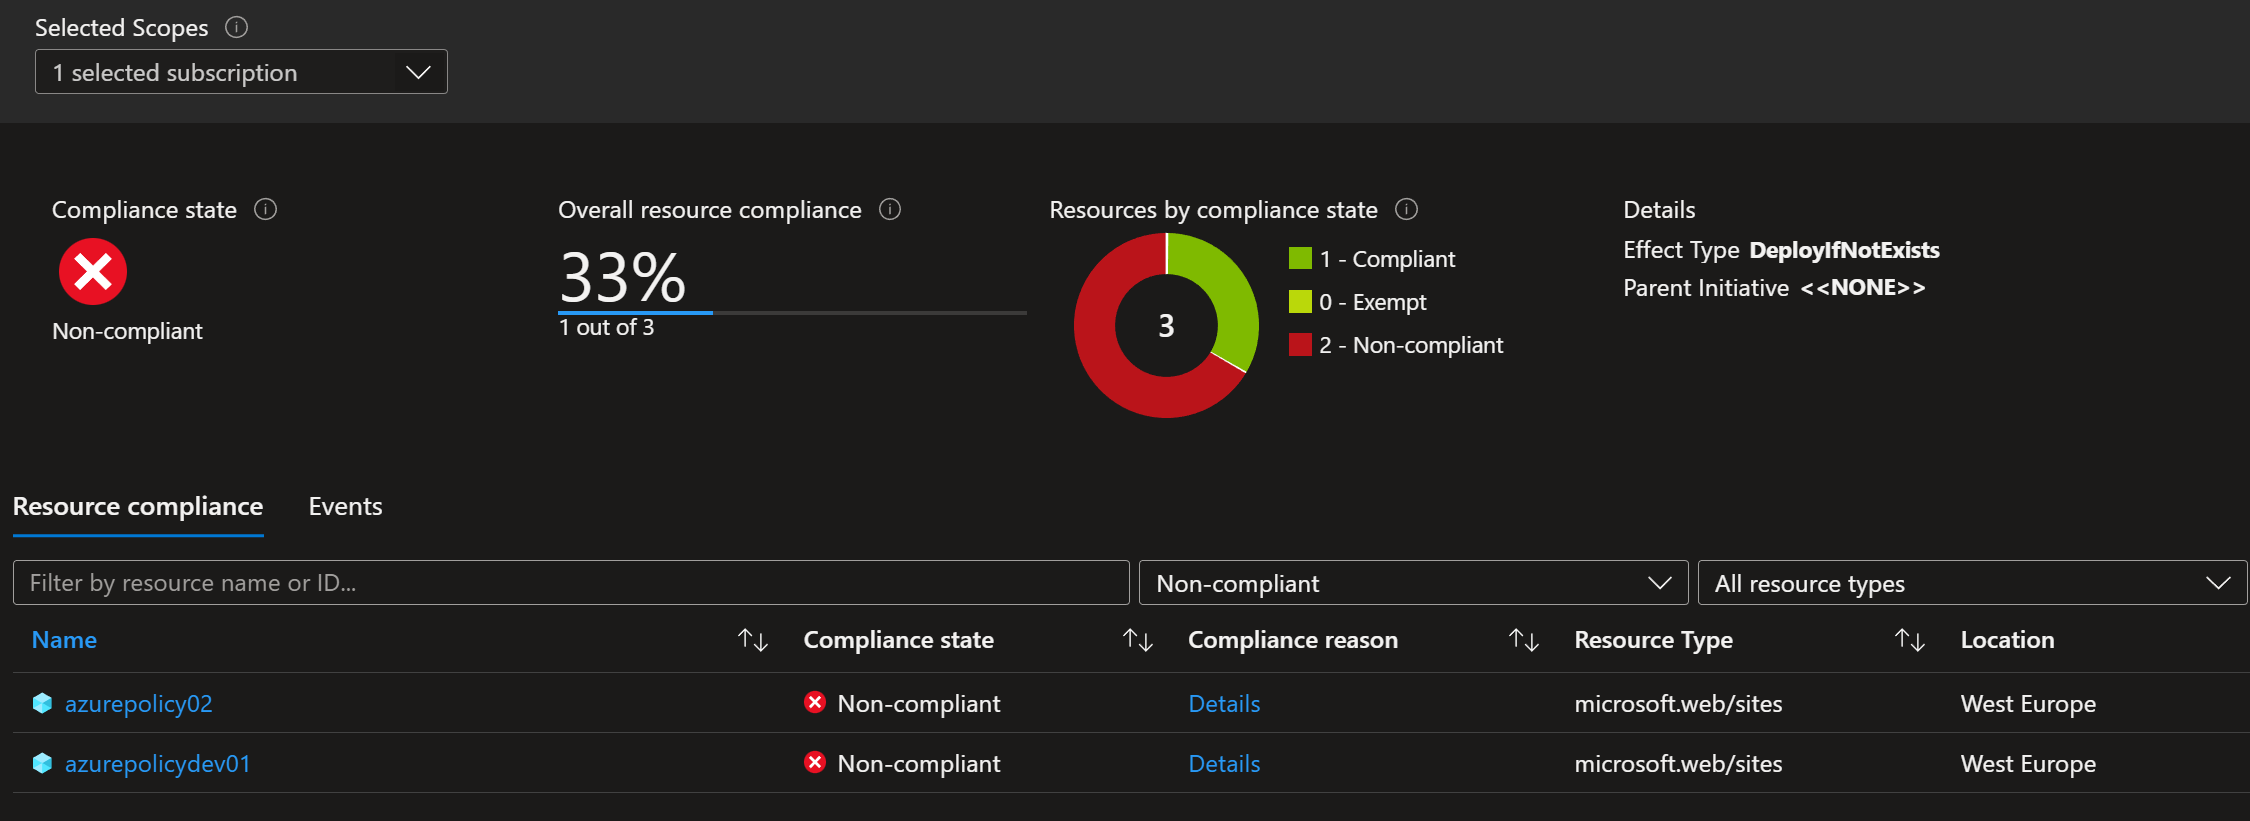 Selected Scopes
1 selected subscription
Compliance state
Non-compliant
Overall resource compliance
33%
1 out of 3
Resources by compliance state
3
1 - Compliant
0 - Exempt
2 - Non-compliant
Details
Effect Type DeployIfNotExists
Parent Initiative <<NONE>>
Resource compliance Events
Filter by resource name or ID... Non-compliant All resource types
Name Compliance state Compliance reason Resource Type Location
azurepolicy02 Non-compliant Details microsoft.web/sites West Europe
azurepolicydev01 Non-compliant Details microsoft.web/sites West Europe